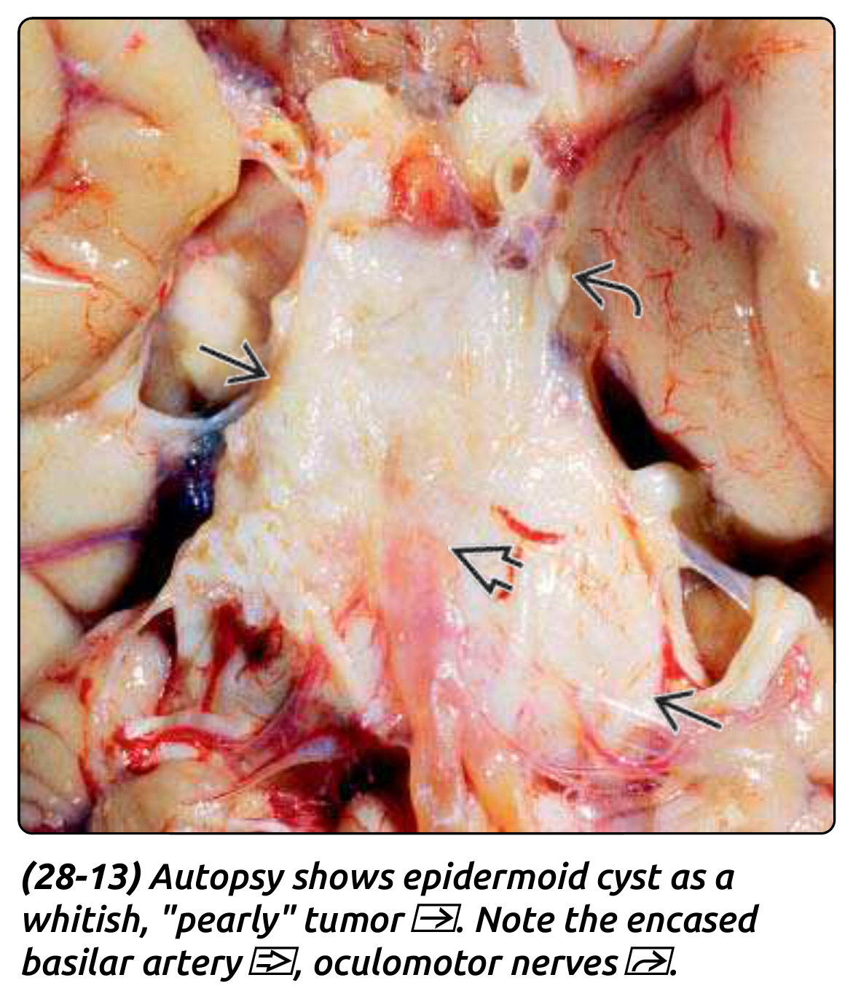 (28-13) Autopsy shows epidermoid cyst as a
whitish, "pearly" tumor. Note the encased
basilar artery, oculomotor nerves.